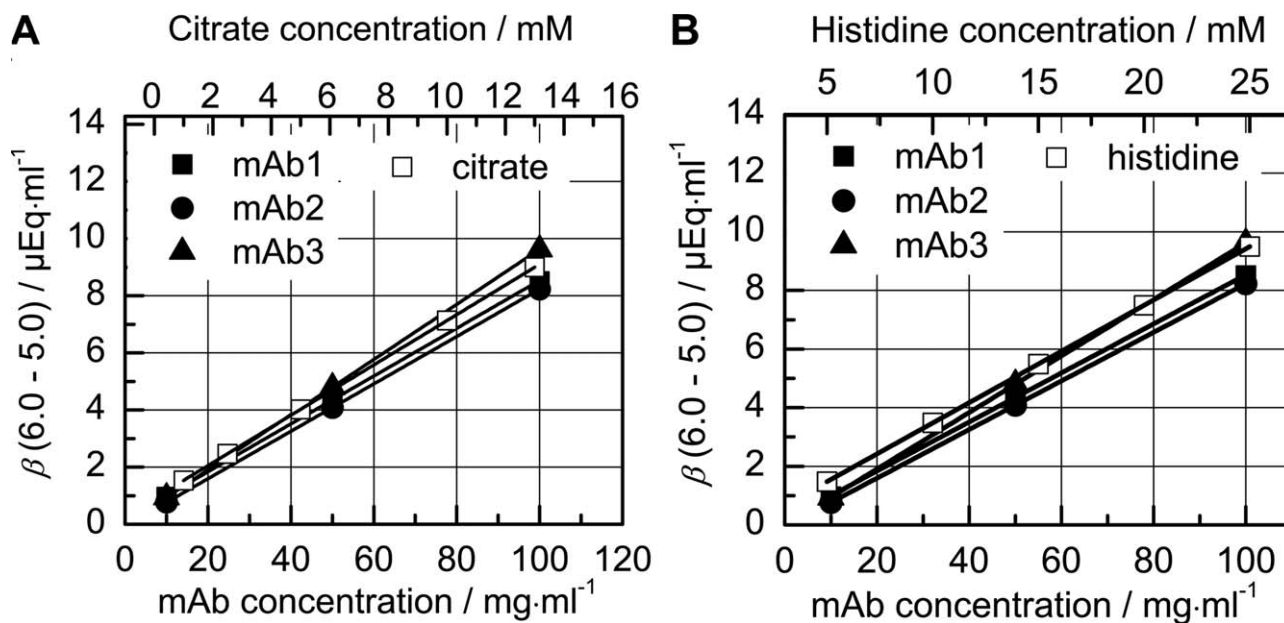 A
Citrate concentration / mM
0 2 4 6 8 10 12 14 16
14
12
10
8
6
4
2
0
β (6.0 - 5.0) / µEq·ml⁻¹
mAb1
mAb2
mAb3
citrate
0 20 40 60 80 100 120
mAb concentration / mg·ml⁻¹
B
Histidine concentration / mM
5 10 15 20 25
14
12
10
8
6
4
2
0
β (6.0 - 5.0) / µEq·ml⁻¹
mAb1
mAb2
mAb3
histidine
0 20 40 60 80 100
mAb concentration / mg·ml⁻¹